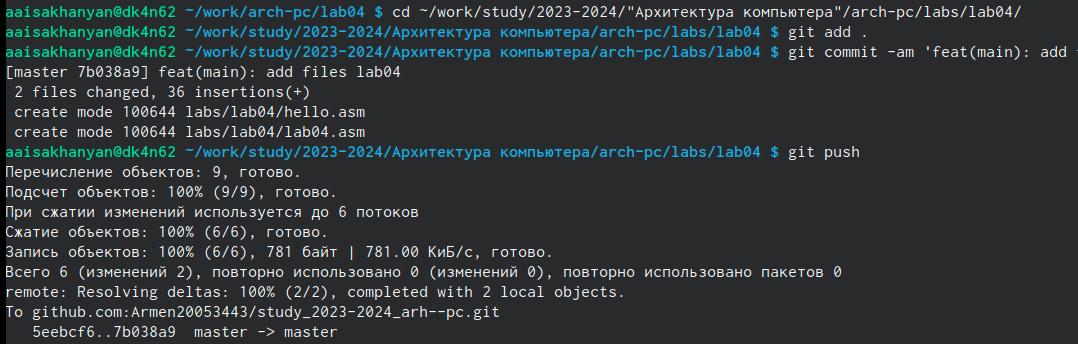 aaisakhanyan@dk4n62 ~/work/arch-pc/lab04 $ cd ~/work/study/2023-2024/"Архитектура компьютера"/arch-pc/labs/lab04/
aaisakhanyan@dk4n62 ~/work/study/2023-2024/Архитектура компьютера/arch-pc/labs/lab04 $ git add .
aaisakhanyan@dk4n62 ~/work/study/2023-2024/Архитектура компьютера/arch-pc/labs/lab04 $ git commit -am 'feat(main): add
[master 7b038a9] feat(main): add files lab04
 2 files changed, 36 insertions(+)
 create mode 100644 labs/lab04/hello.asm
 create mode 100644 labs/lab04/lab04.asm
aaisakhanyan@dk4n62 ~/work/study/2023-2024/Архитектура компьютера/arch-pc/labs/lab04 $ git push
Перечисление объектов: 9, готово.
Подсчет объектов: 100% (9/9), готово.
При сжатии изменений используется до 6 потоков
Сжатие объектов: 100% (6/6), готово.
Запись объектов: 100% (6/6), 781 байт | 781.00 КиБ/с, готово.
Всего 6 (изменений 2), повторно использовано 0 (изменений 0), повторно использовано пакетов 0
remote: Resolving deltas: 100% (2/2), completed with 2 local objects.
To github.com:Armen20053443/study_2023-2024_arh--pc.git
   5eebcf6..7b038a9  master -> master